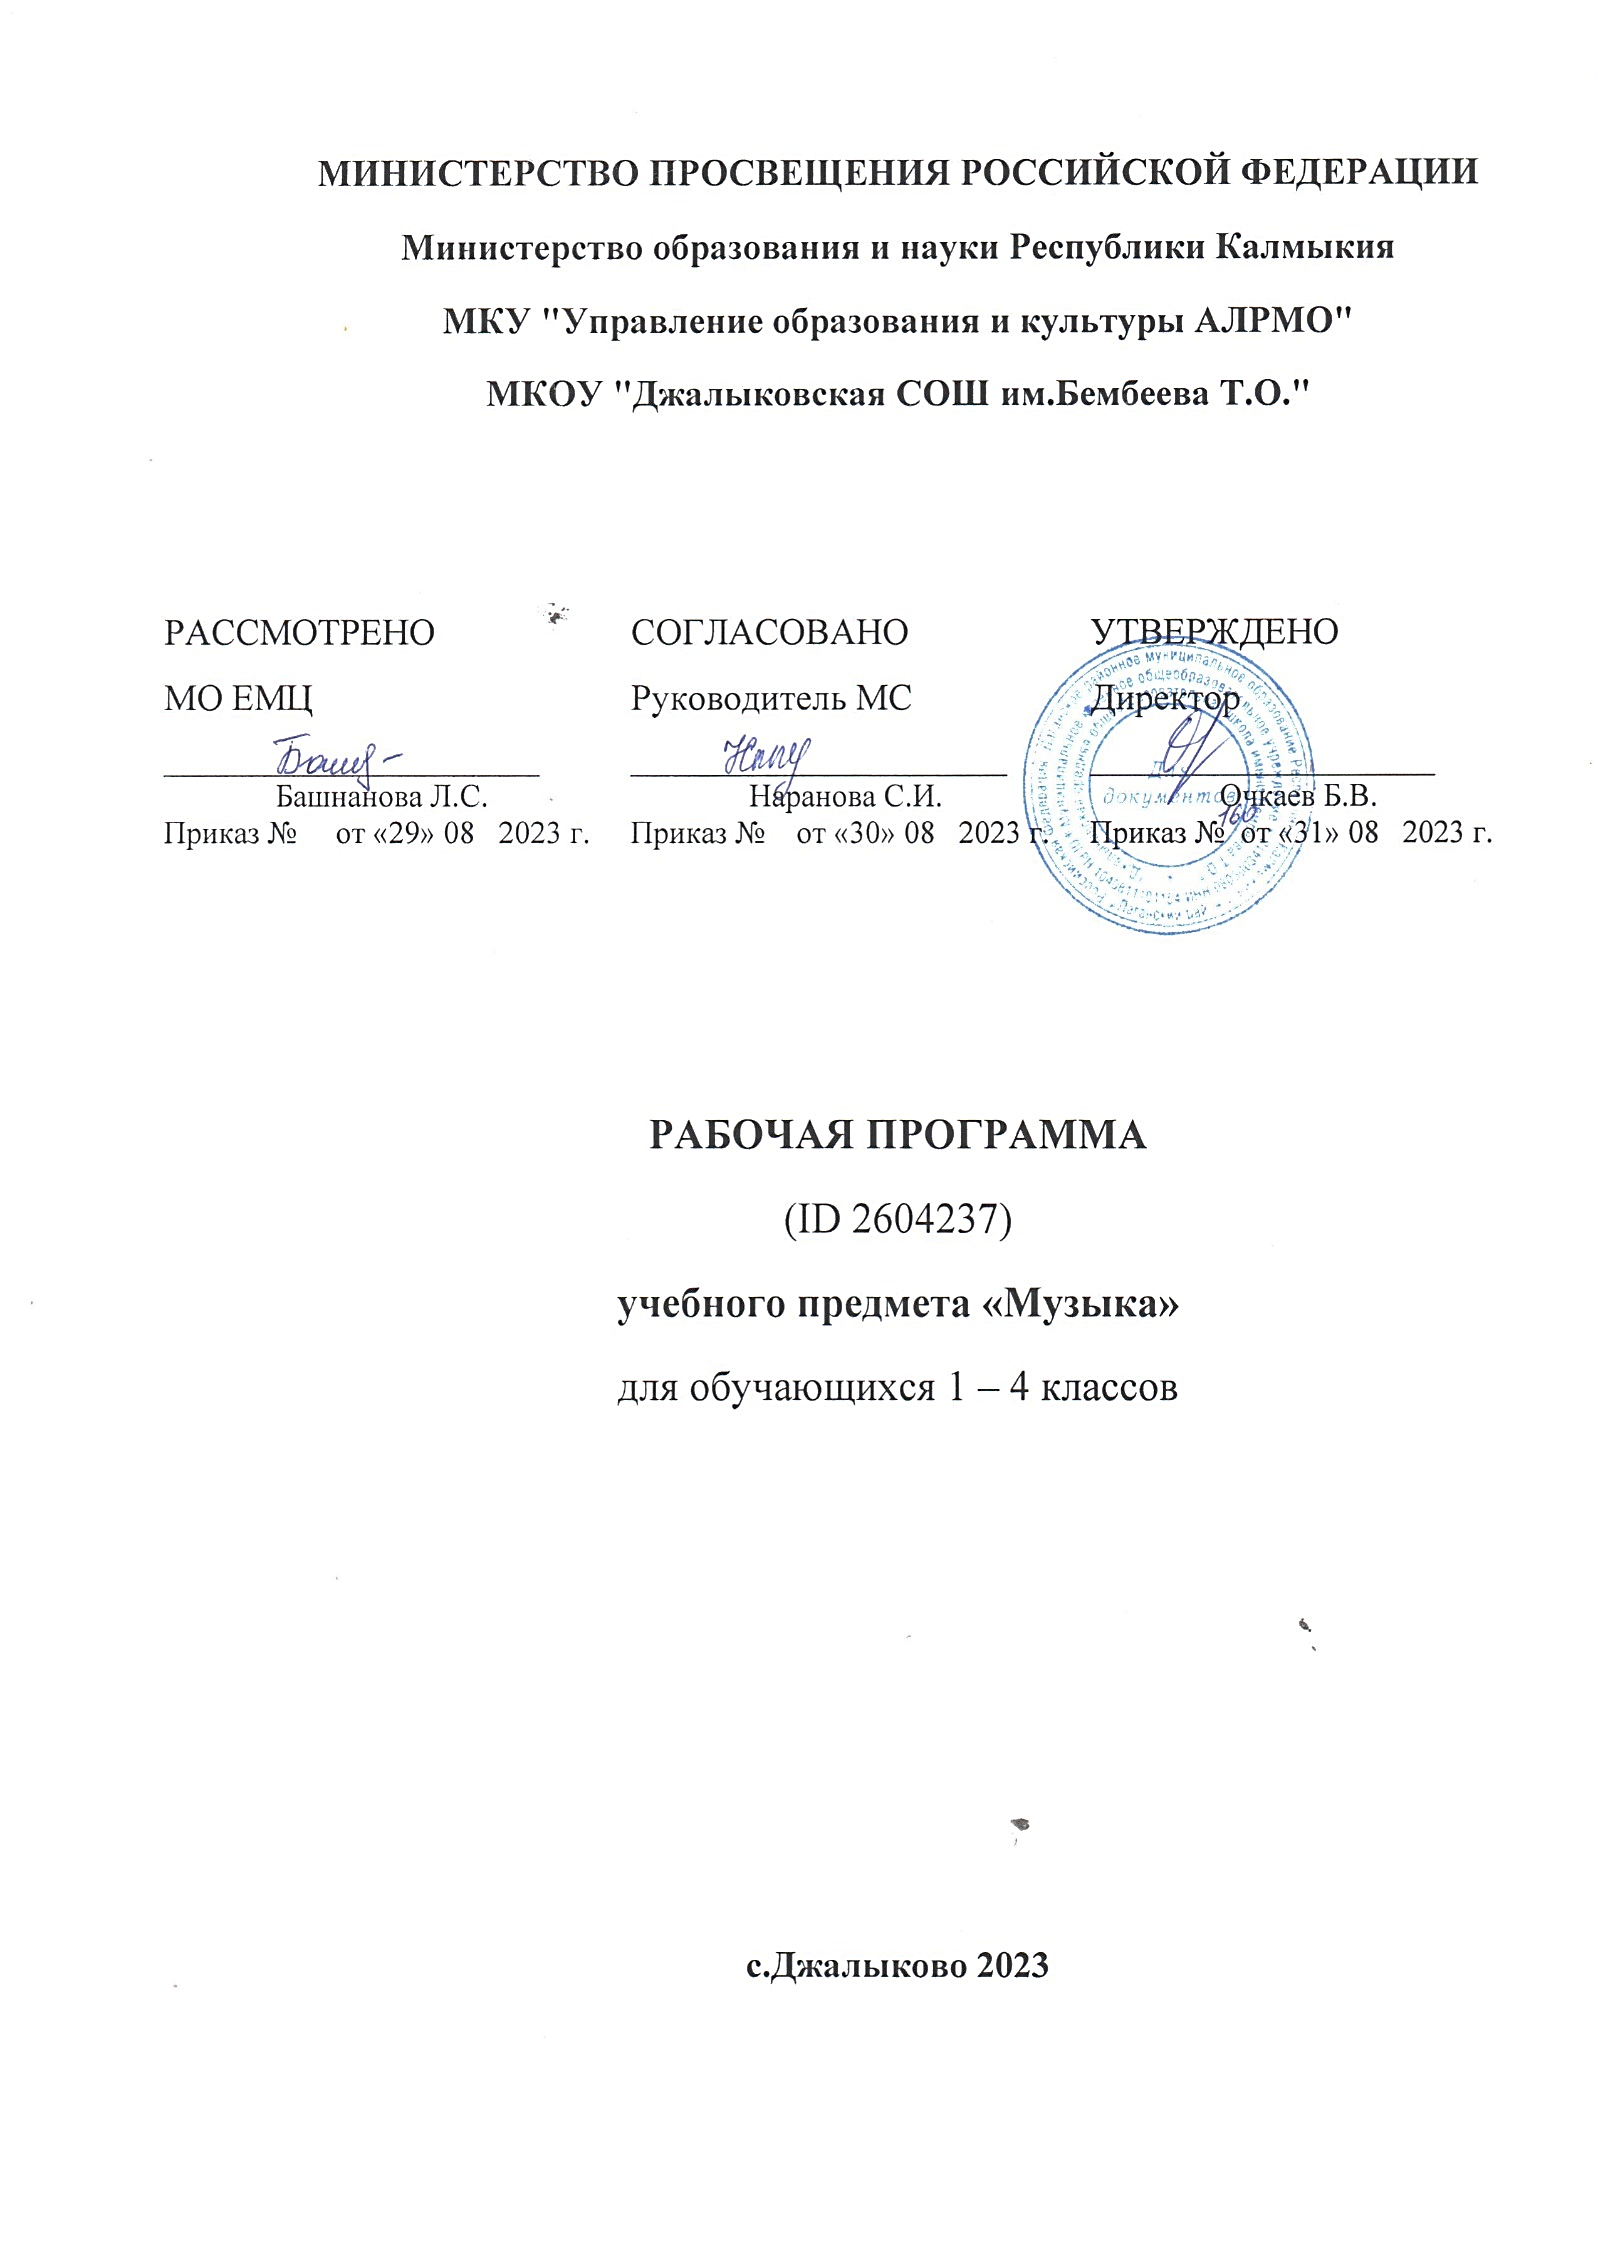 МИНИСТЕРСТВО ПРОСВЕЩЕНИЯ РОССИЙСКОЙ ФЕДЕРАЦИИ
Министерство образования и науки Республики Калмыкия
МКУ "Управление образования и культуры АЛРМО"
МКОУ "Джалыковская СОШ им.Бембеева Т.О."
РАССМОТРЕНО
МО ЕМЦ
Башнанова Л.С.
Приказ № от «29» 08 2023 г.
СОГЛАСОВАНО
Руководитель МС
Наранова С.И.
Приказ № от «30» 08 2023 г.
УТВЕРЖДЕНО
Директор
Очкаев Б.В.
160
Приказ № от «31» 08 2023 г.
Для
документов
РАБОЧАЯ ПРОГРАММА
(ID 2604237)
учебного предмета «Музыка»
для обучающихся 1 – 4 классов
с.Джалыково 2023